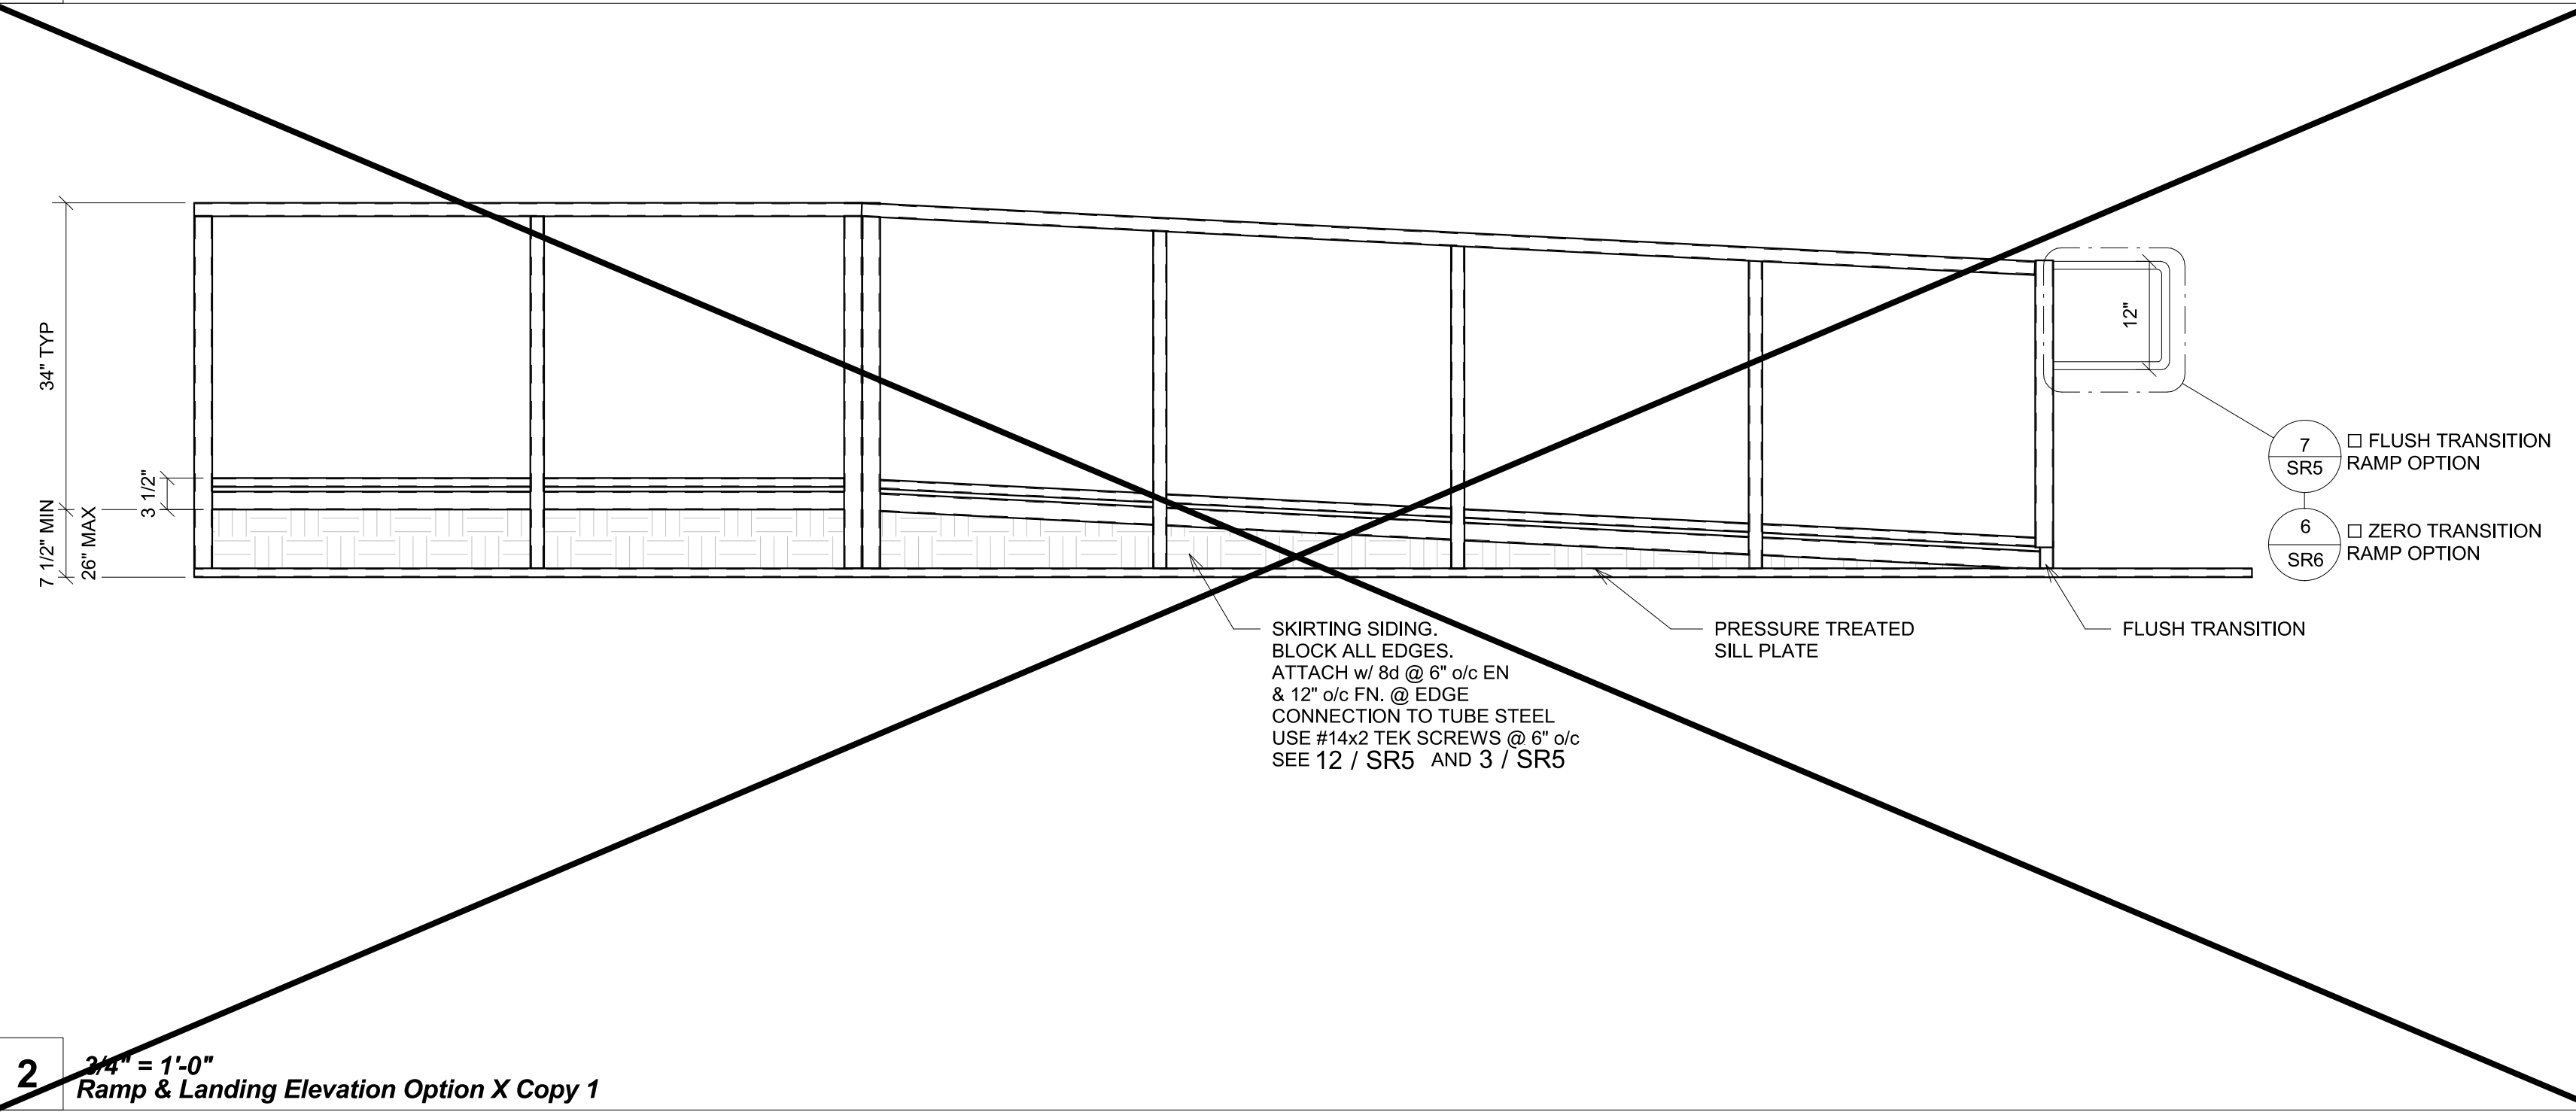 34" TYP
3 1/2"
7 1/2" MIN
26" MAX
12"
7
SR5
□ FLUSH TRANSITION
RAMP OPTION
6
SR6
□ ZERO TRANSITION
RAMP OPTION
SKIRTING SIDING.
BLOCK ALL EDGES.
ATTACH w/ 8d @ 6" o/c EN
& 12" o/c FN. @ EDGE
CONNECTION TO TUBE STEEL
USE #14x2 TEK SCREWS @ 6" o/c
SEE 12 / SR5 AND 3 / SR5
PRESSURE TREATED
SILL PLATE
FLUSH TRANSITION
2
3/4" = 1'-0"
Ramp & Landing Elevation Option X Copy 1